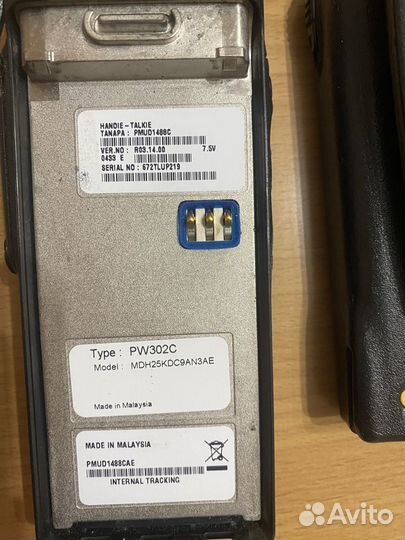 HANDIE-TALKIE
TANAPA : PMUD1488C
VER.NO : R03.14.00 7.5V
0433 E
SERIAL NO : 672TLUP219
Type : PW302C
Model : MDH25KDC9AN3AE
Made in Malaysia
MADE IN MALAYSIA
PMUD1488CAE
INTERNAL TRACKING
Avito